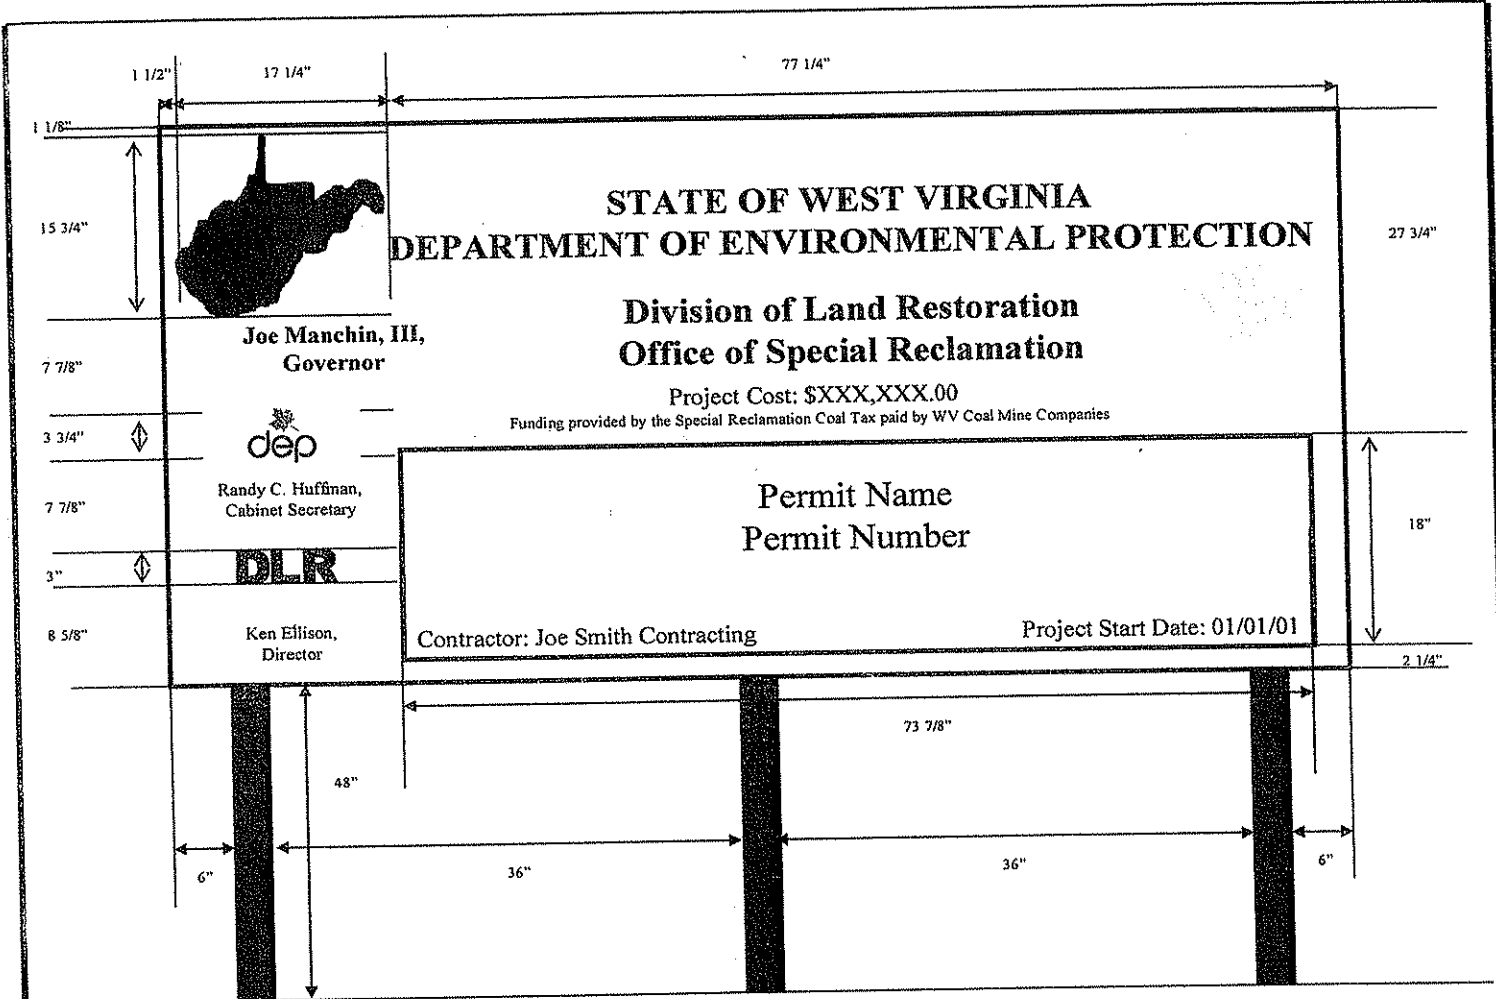 1 1/2"
17 1/4"
77 1/4"
1 1/8"
15 3/4"
STATE OF WEST VIRGINIA
DEPARTMENT OF ENVIRONMENTAL PROTECTION
27 3/4"
Division of Land Restoration
Office of Special Reclamation
Joe Manchin, III,
Governor
7 7/8"
Project Cost: $XXX,XXX.00
Funding provided by the Special Reclamation Coal Tax paid by WV Coal Mine Companies
3 3/4"
dep
Randy C. Huffman,
Cabinet Secretary
7 7/8"
Permit Name
Permit Number
18"
DLR
3"
8 5/8"
Ken Ellison,
Director
Contractor: Joe Smith Contracting
Project Start Date: 01/01/01
2 1/4"
73 7/8"
48"
6"
36"
36"
6"